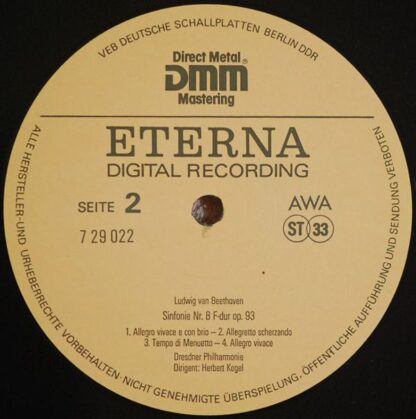 VEB DEUTSCHE SCHALLPLATTEN BERLIN DDR
Direct Metal
DMM®
Mastering
ETERNA
DIGITAL RECORDING
SEITE 2
AWA
7 29 022
ST 33
Ludwig van Beethoven
Sinfonie Nr. 8 F-dur op. 93
1. Allegro vivace e con brio – 2. Allegretto scherzando
3. Tempo di Menuetto – 4. Allegro vivace
Dresdner Philharmonie
Dirigent: Herbert Kegel
ALLE HERSTELLER- UND URHEBERRECHTE VORBEHALTEN · NICHT GENEHMIGTE ÜBERSPIELUNG, ÖFFENTLICHE AUFFÜHRUNG UND SENDUNG VERBOTEN